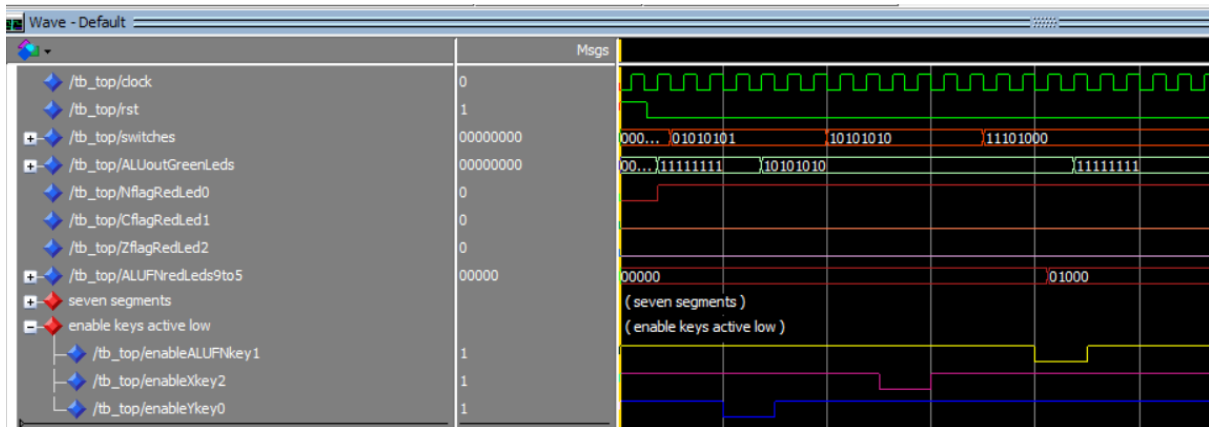 Wave - Default
Msgs
/tb_top/clock 0
/tb_top/rst 1
/tb_top/switches 00000000 000... 01010101 10101010 11101000
/tb_top/ALUoutGreenLeds 00000000 00... 11111111 10101010 11111111
/tb_top/NflagRedLed0 0
/tb_top/CflagRedLed1 0
/tb_top/ZflagRedLed2 0
/tb_top/ALUFNredLeds9to5 00000 00000 01000
seven segments ( seven segments )
enable keys active low ( enable keys active low )
/tb_top/enableALUFNkey1 1
/tb_top/enableXkey2 1
/tb_top/enableYkey0 1